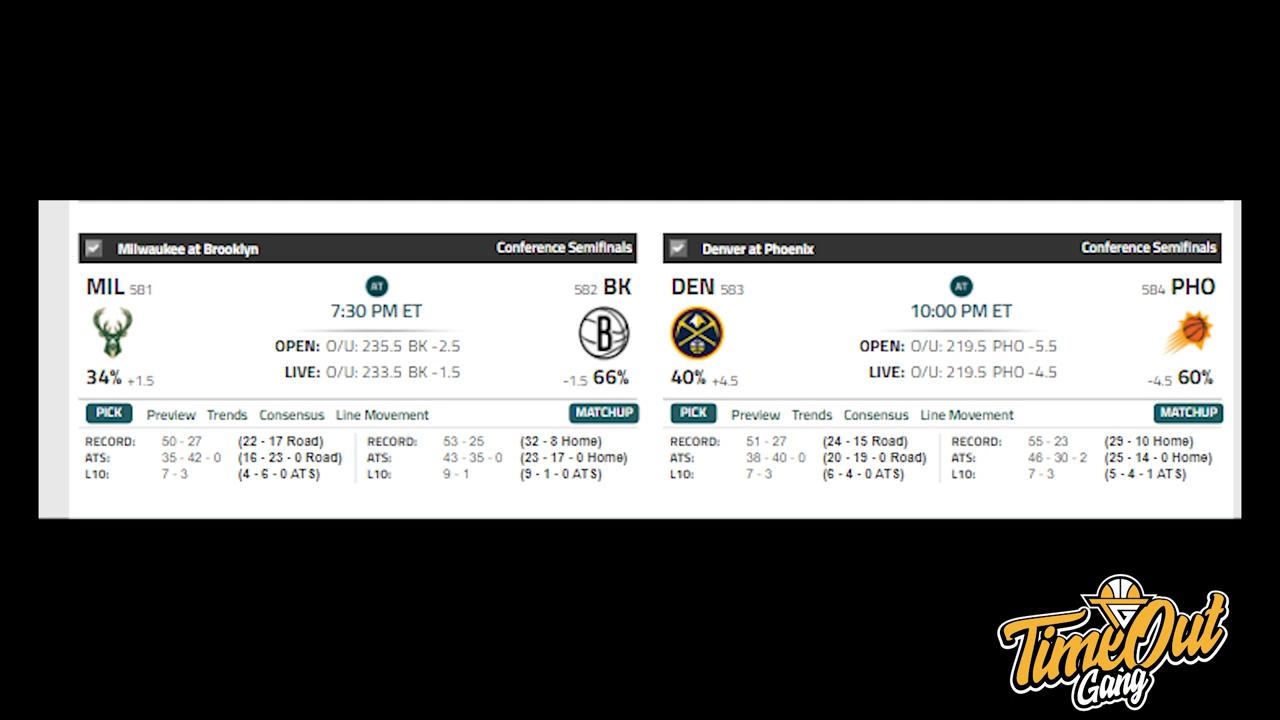 Milwaukee at Brooklyn Conference Semifinals
MIL 581 AT 582 BK
7:30 PM ET
B
OPEN: O/U: 235.5 BK -2.5
LIVE: O/U: 233.5 BK -1.5
34% +1.5 -1.5 66%
PICK Preview Trends Consensus Line Movement MATCHUP
RECORD: 50 - 27 (22 - 17 Road) RECORD: 53 - 25 (32 - 8 Home)
ATS: 35 - 42 - 0 (16 - 23 - 0 Road) ATS: 43 - 35 - 0 (23 - 17 - 0 Home)
L10: 7 - 3 (4 - 6 - 0 ATS) L10: 9 - 1 (9 - 1 - 0 ATS)
Denver at Phoenix Conference Semifinals
DEN 583 AT 584 PHO
10:00 PM ET
OPEN: O/U: 219.5 PHO -5.5
LIVE: O/U: 219.5 PHO -4.5
40% +4.5 -4.5 60%
PICK Preview Trends Consensus Line Movement MATCHUP
RECORD: 51 - 27 (24 - 15 Road) RECORD: 55 - 23 (29 - 10 Home)
ATS: 38 - 40 - 0 (20 - 19 - 0 Road) ATS: 46 - 30 - 2 (25 - 14 - 0 Home)
L10: 7 - 3 (6 - 4 - 0 ATS) L10: 7 - 3 (5 - 4 - 1 ATS)
TimeOut
Gang